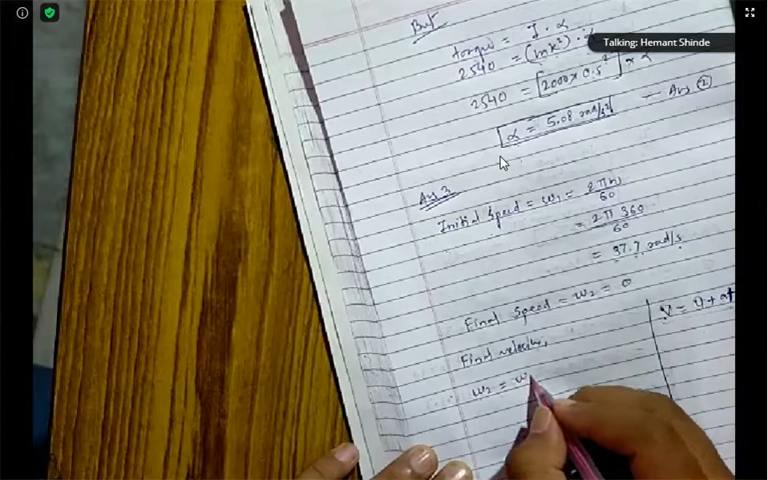 Talking: Hemant Shinde
But
torque = I · α
2540 = (mk²) · α
2540 = [2000 x 0.5²] x α
α = 5.08 rad/s² — Ans ②
Ans 3
Initial Speed = ω₁ = 2πN/60
= 2π 360/60
= 37.7 rad/s
Final Speed = ω₂ = 0
V = u + at
Final velocity,
ω₂ = ω